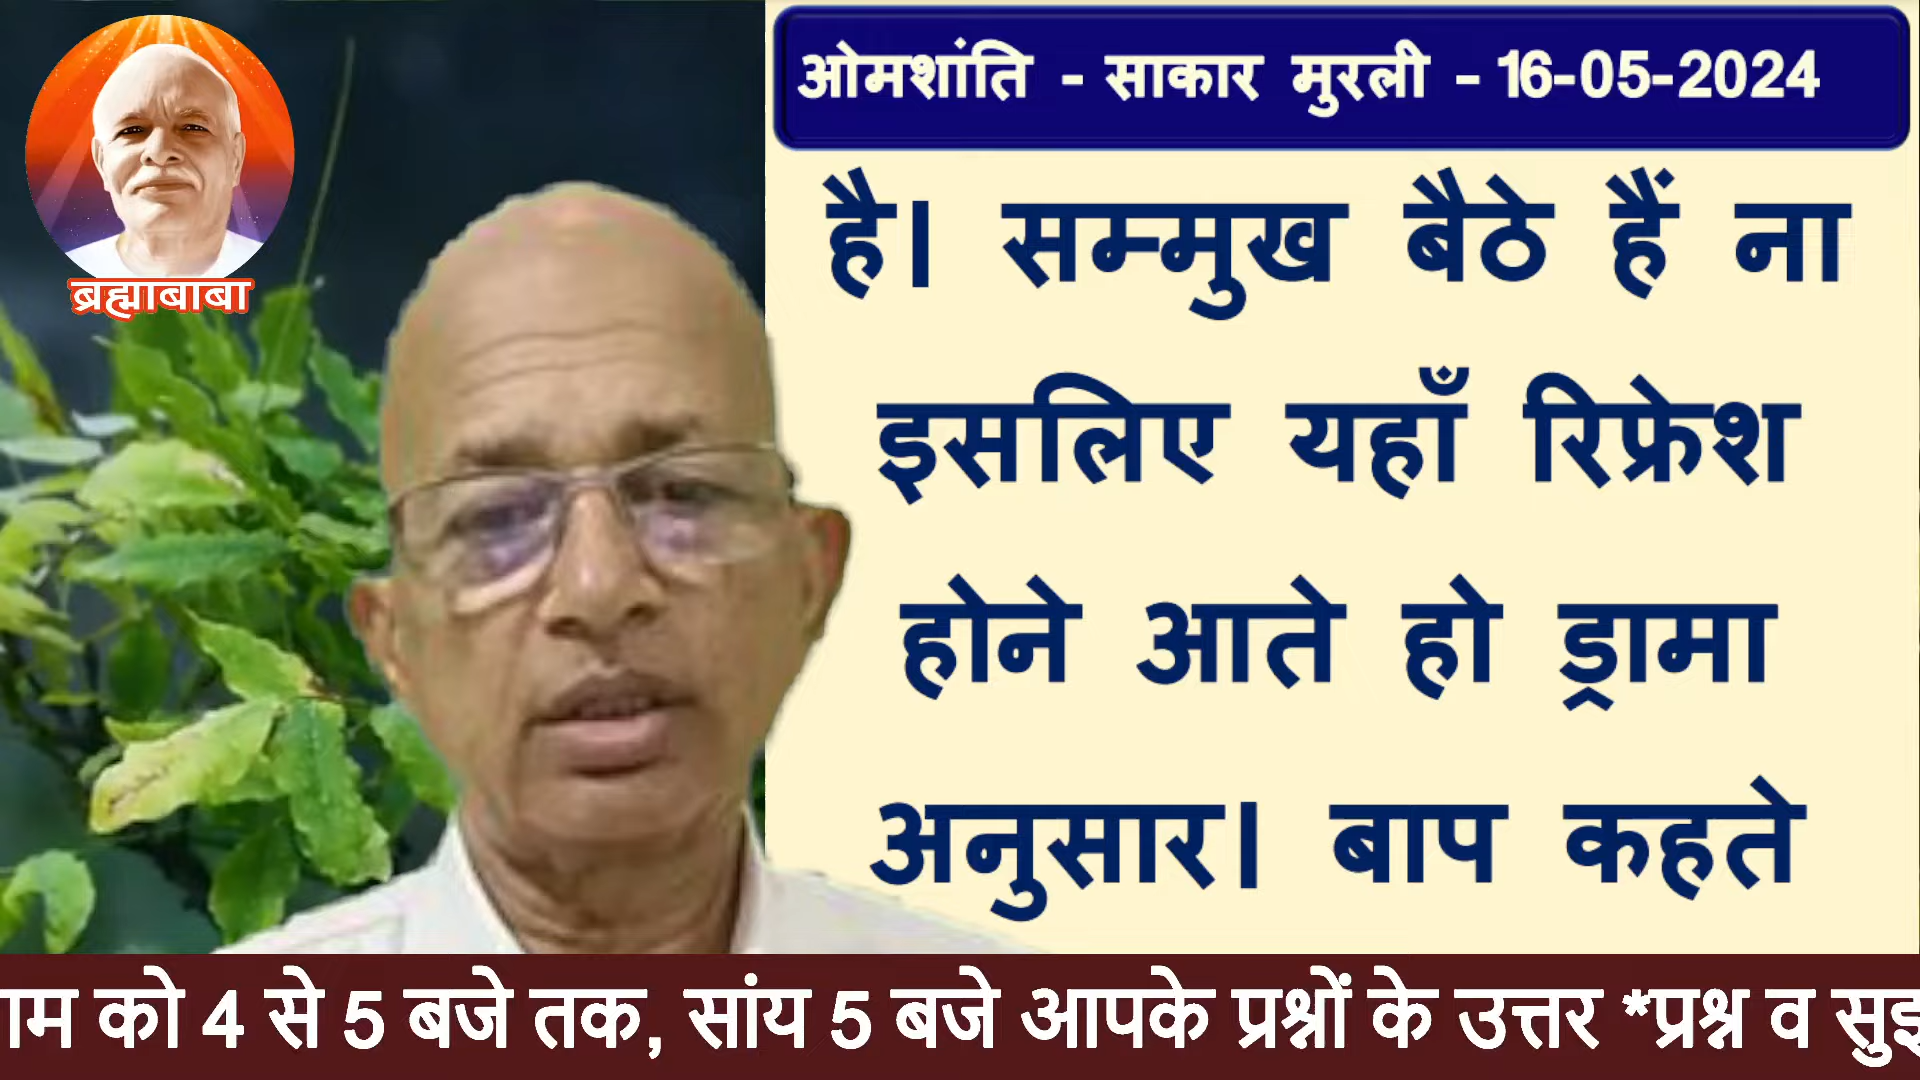 ब्रह्माबाबा
ओमशांति - साकार मुरली - 16-05-2024
है। सम्मुख बैठे हैं ना
इसलिए यहाँ रिफ्रेश
होने आते हो ड्रामा
अनुसार। बाप कहते
को 4 से 5 बजे तक, सांय 5 बजे आपके प्रश्नों के उत्तर *प्रश्न व